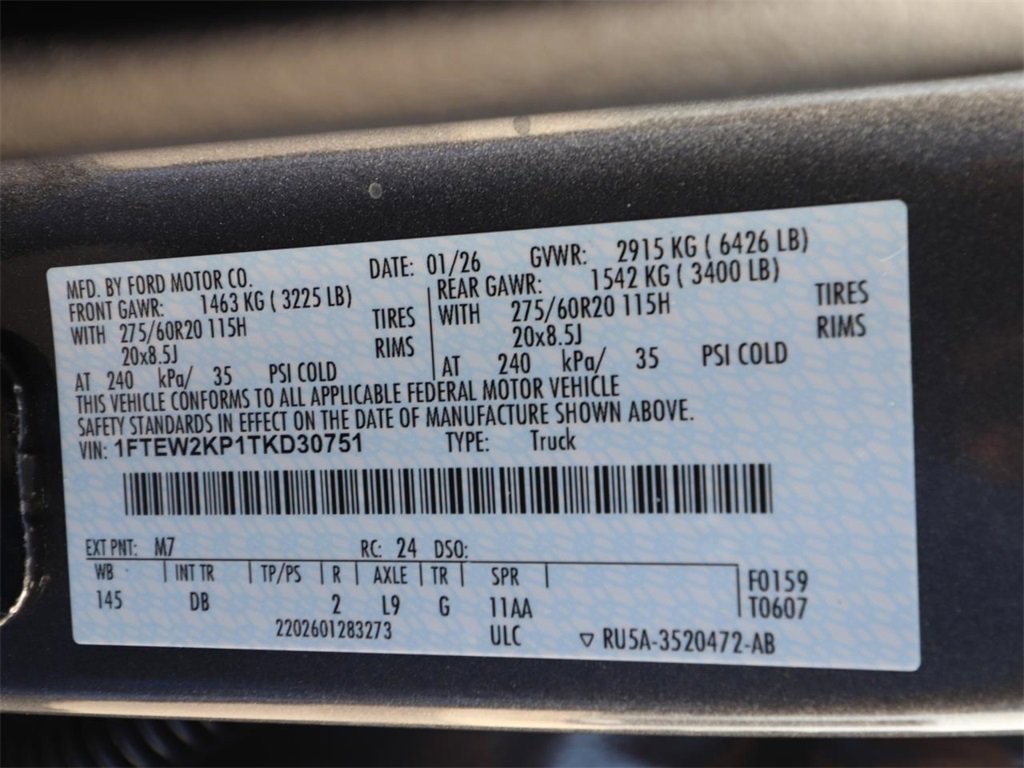 MFD. BY FORD MOTOR CO. DATE: 01/26 GVWR: 2915 KG ( 6426 LB)
FRONT GAWR: 1463 KG ( 3225 LB) REAR GAWR: 1542 KG ( 3400 LB)
WITH 275/60R20 115H TIRES WITH 275/60R20 115H TIRES
20x8.5J RIMS 20x8.5J RIMS
AT 240 kPa/ 35 PSI COLD AT 240 kPa/ 35 PSI COLD
THIS VEHICLE CONFORMS TO ALL APPLICABLE FEDERAL MOTOR VEHICLE
SAFETY STANDARDS IN EFFECT ON THE DATE OF MANUFACTURE SHOWN ABOVE.
VIN: 1FTEW2KP1TKD30751 TYPE: Truck
EXT PNT: M7 RC: 24 DSO:
WB INT TR TP/PS R AXLE TR SPR F0159
145 DB 2 L9 G 11AA T0607
2202601283273 ULC ▽ RU5A-3520472-AB